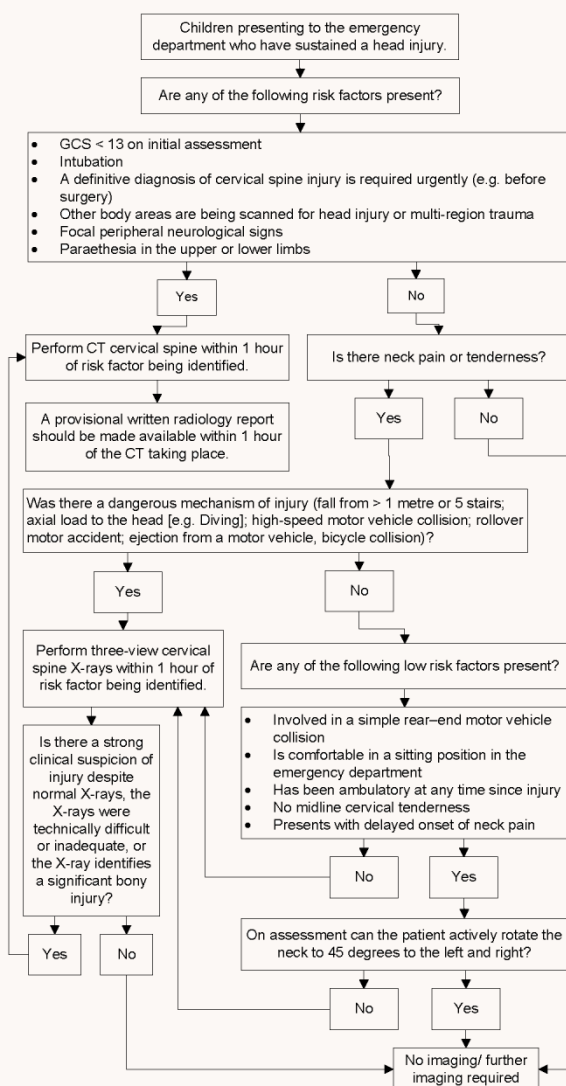 Children presenting to the emergency
department who have sustained a head injury.
Are any of the following risk factors present?
• GCS < 13 on initial assessment
• Intubation
• A definitive diagnosis of cervical spine injury is required urgently (e.g. before
surgery)
• Other body areas are being scanned for head injury or multi-region trauma
• Focal peripheral neurological signs
• Paraethesia in the upper or lower limbs
Yes
No
Perform CT cervical spine within 1 hour
of risk factor being identified.
Is there neck pain or tenderness?
A provisional written radiology report
should be made available within 1 hour
of the CT taking place.
Yes
No
Was there a dangerous mechanism of injury (fall from > 1 metre or 5 stairs;
axial load to the head [e.g. Diving]; high-speed motor vehicle collision; rollover
motor accident; ejection from a motor vehicle, bicycle collision)?
Yes
No
Perform three-view cervical
spine X-rays within 1 hour of
risk factor being identified.
Are any of the following low risk factors present?
• Involved in a simple rear–end motor vehicle
collision
• Is comfortable in a sitting position in the
emergency department
• Has been ambulatory at any time since injury
• No midline cervical tenderness
• Presents with delayed onset of neck pain
Is there a strong
clinical suspicion of
injury despite
normal X-rays, the
X-rays were
technically difficult
or inadequate, or
the X-ray identifies
a significant bony
injury?
No
Yes
On assessment can the patient actively rotate the
neck to 45 degrees to the left and right?
Yes
No
No
Yes
No imaging/ further
imaging required